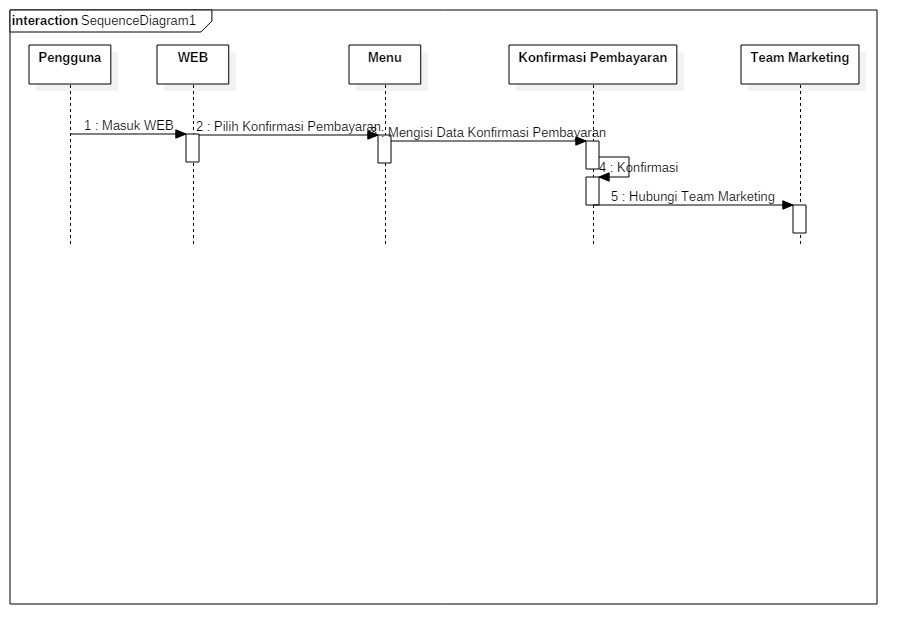 interaction SequenceDiagram1
Pengguna
WEB
Menu
Konfirmasi Pembayaran
Team Marketing
1 : Masuk WEB
2 : Pilih Konfirmasi Pembayaran
Mengisi Data Konfirmasi Pembayaran
4 : Konfirmasi
5 : Hubungi Team Marketing